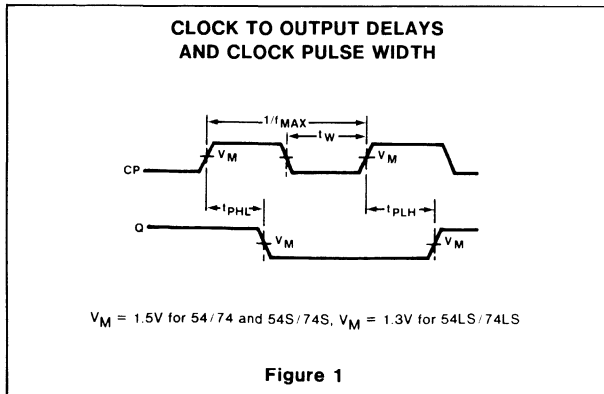 CLOCK TO OUTPUT DELAYS
AND CLOCK PULSE WIDTH
1/fMAX
tW
CP
VM
VM
tPHL
tPLH
Q
VM
VM
VM = 1.5V for 54/74 and 54S/74S, VM = 1.3V for 54LS/74LS
Figure 1